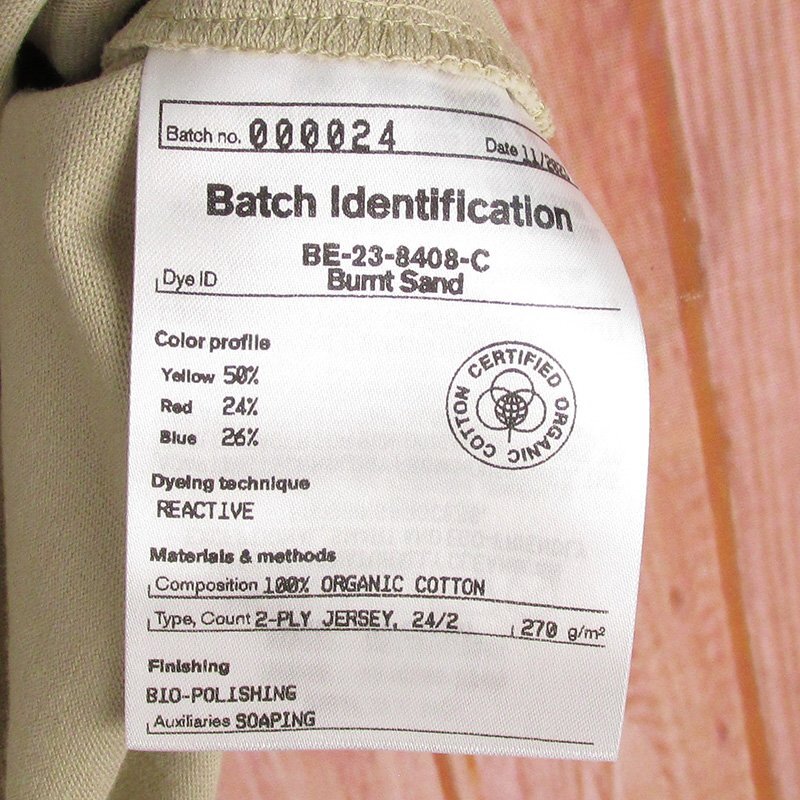 Batch no. 000024 Date
Batch Identification
BE-23-8408-C
Dye ID Burnt Sand
Color profile
Yellow 50%
Red 24%
Blue 26%
CERTIFIED ORGANIC COTTON
Dyeing technique
REACTIVE
Materials & methods
Composition 100% ORGANIC COTTON
Type, Count 2-PLY JERSEY, 24/2 270 g/m²
Finishing
BIO-POLISHING
Auxiliaries SOAPING